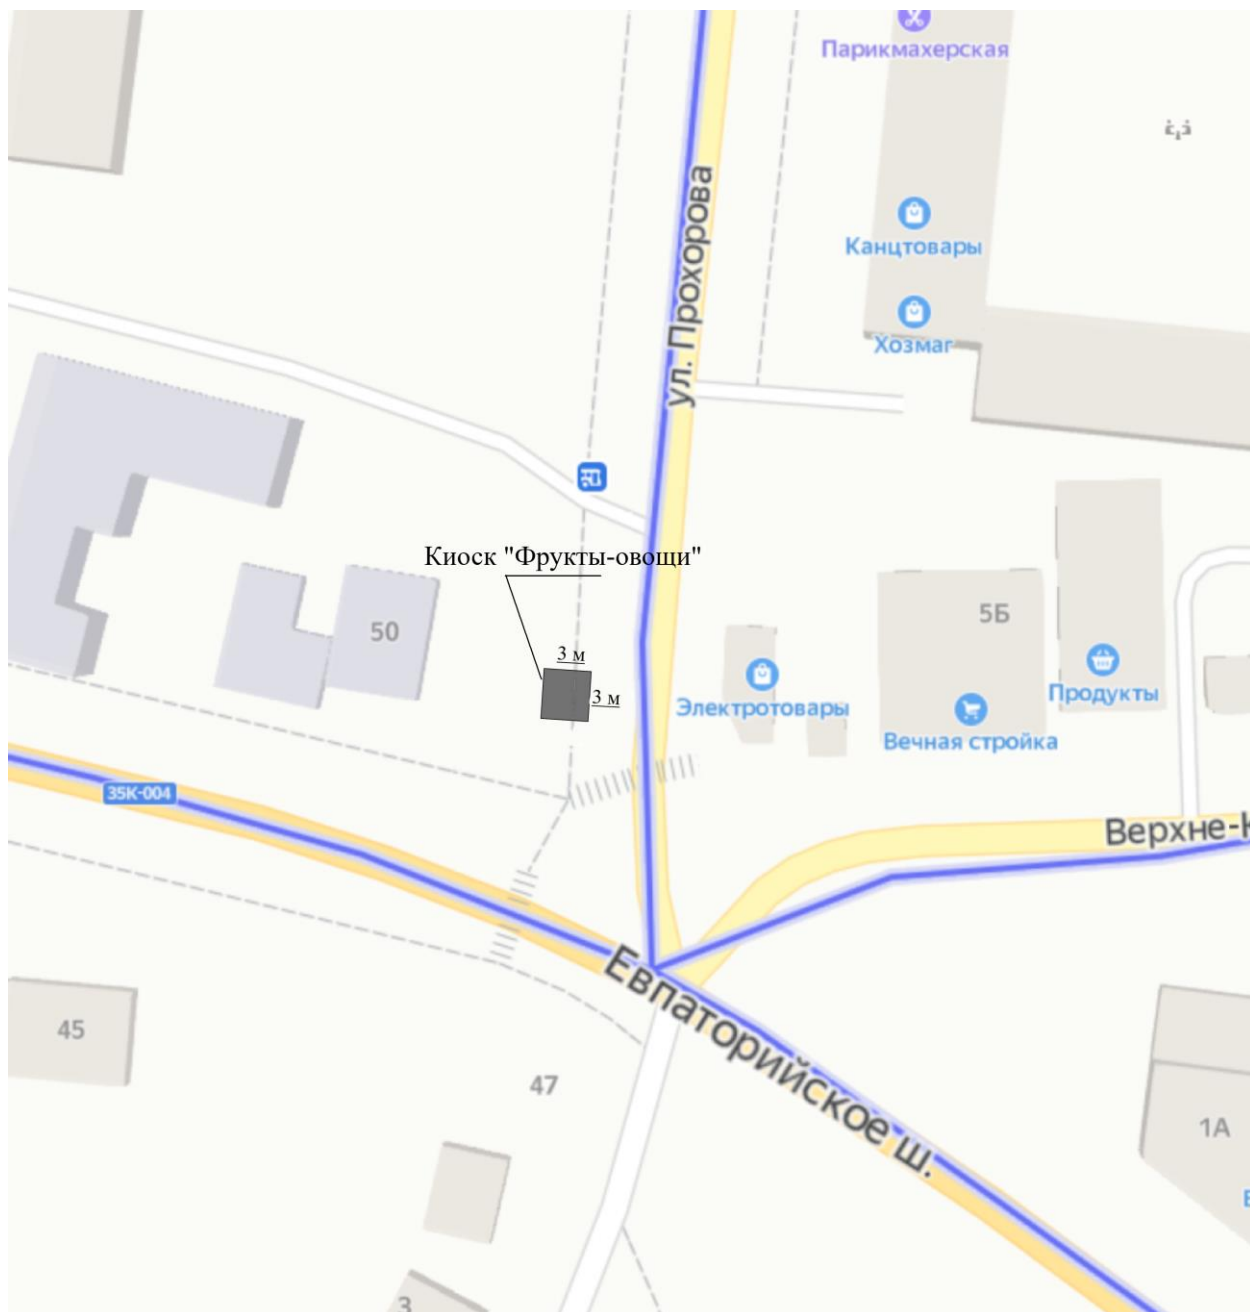 Парикмахерская
ул. Прохорова
Канцтовары
Хозмаг
Киоск "Фрукты-овощи"
50
5Б
3 м
3 м
Электротовары
Продукты
Вечная стройка
35К-004
Верхне-К
Евпаторийское ш.
45
47
1А
3